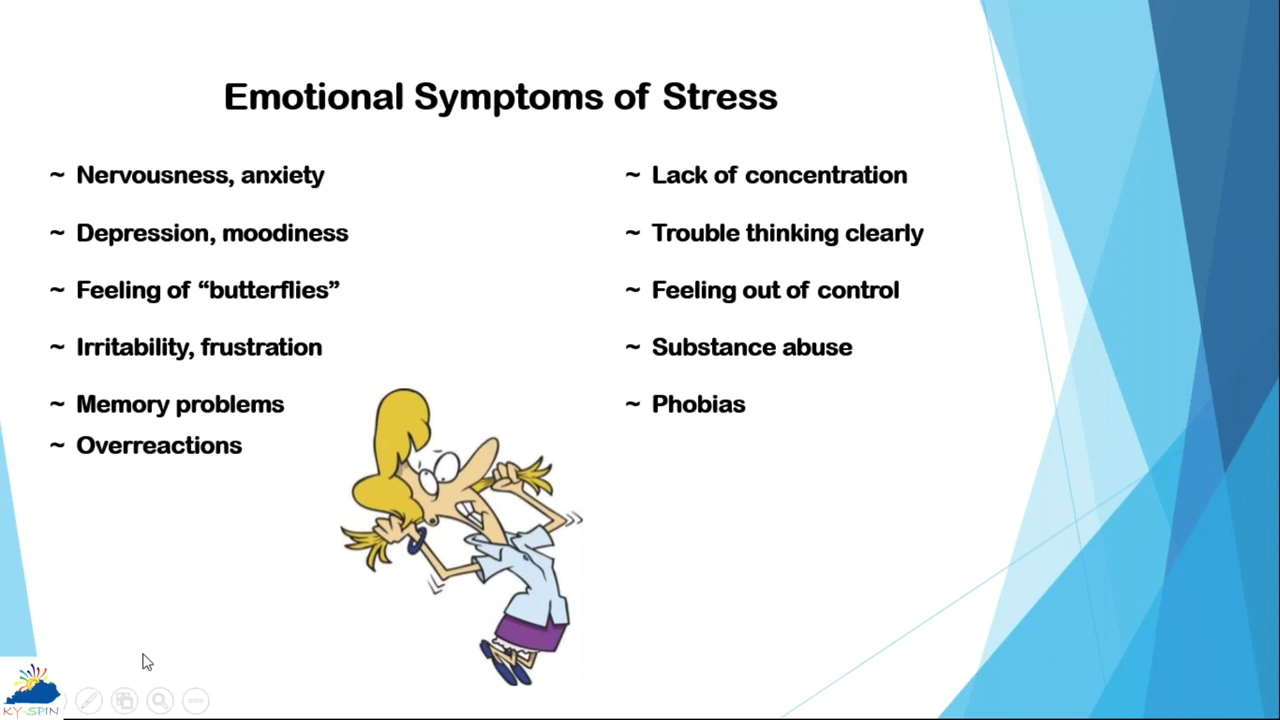 Emotional Symptoms of Stress
~ Nervousness, anxiety
~ Depression, moodiness
~ Feeling of “butterflies”
~ Irritability, frustration
~ Memory problems
~ Overreactions
~ Lack of concentration
~ Trouble thinking clearly
~ Feeling out of control
~ Substance abuse
~ Phobias
KY-SPIN